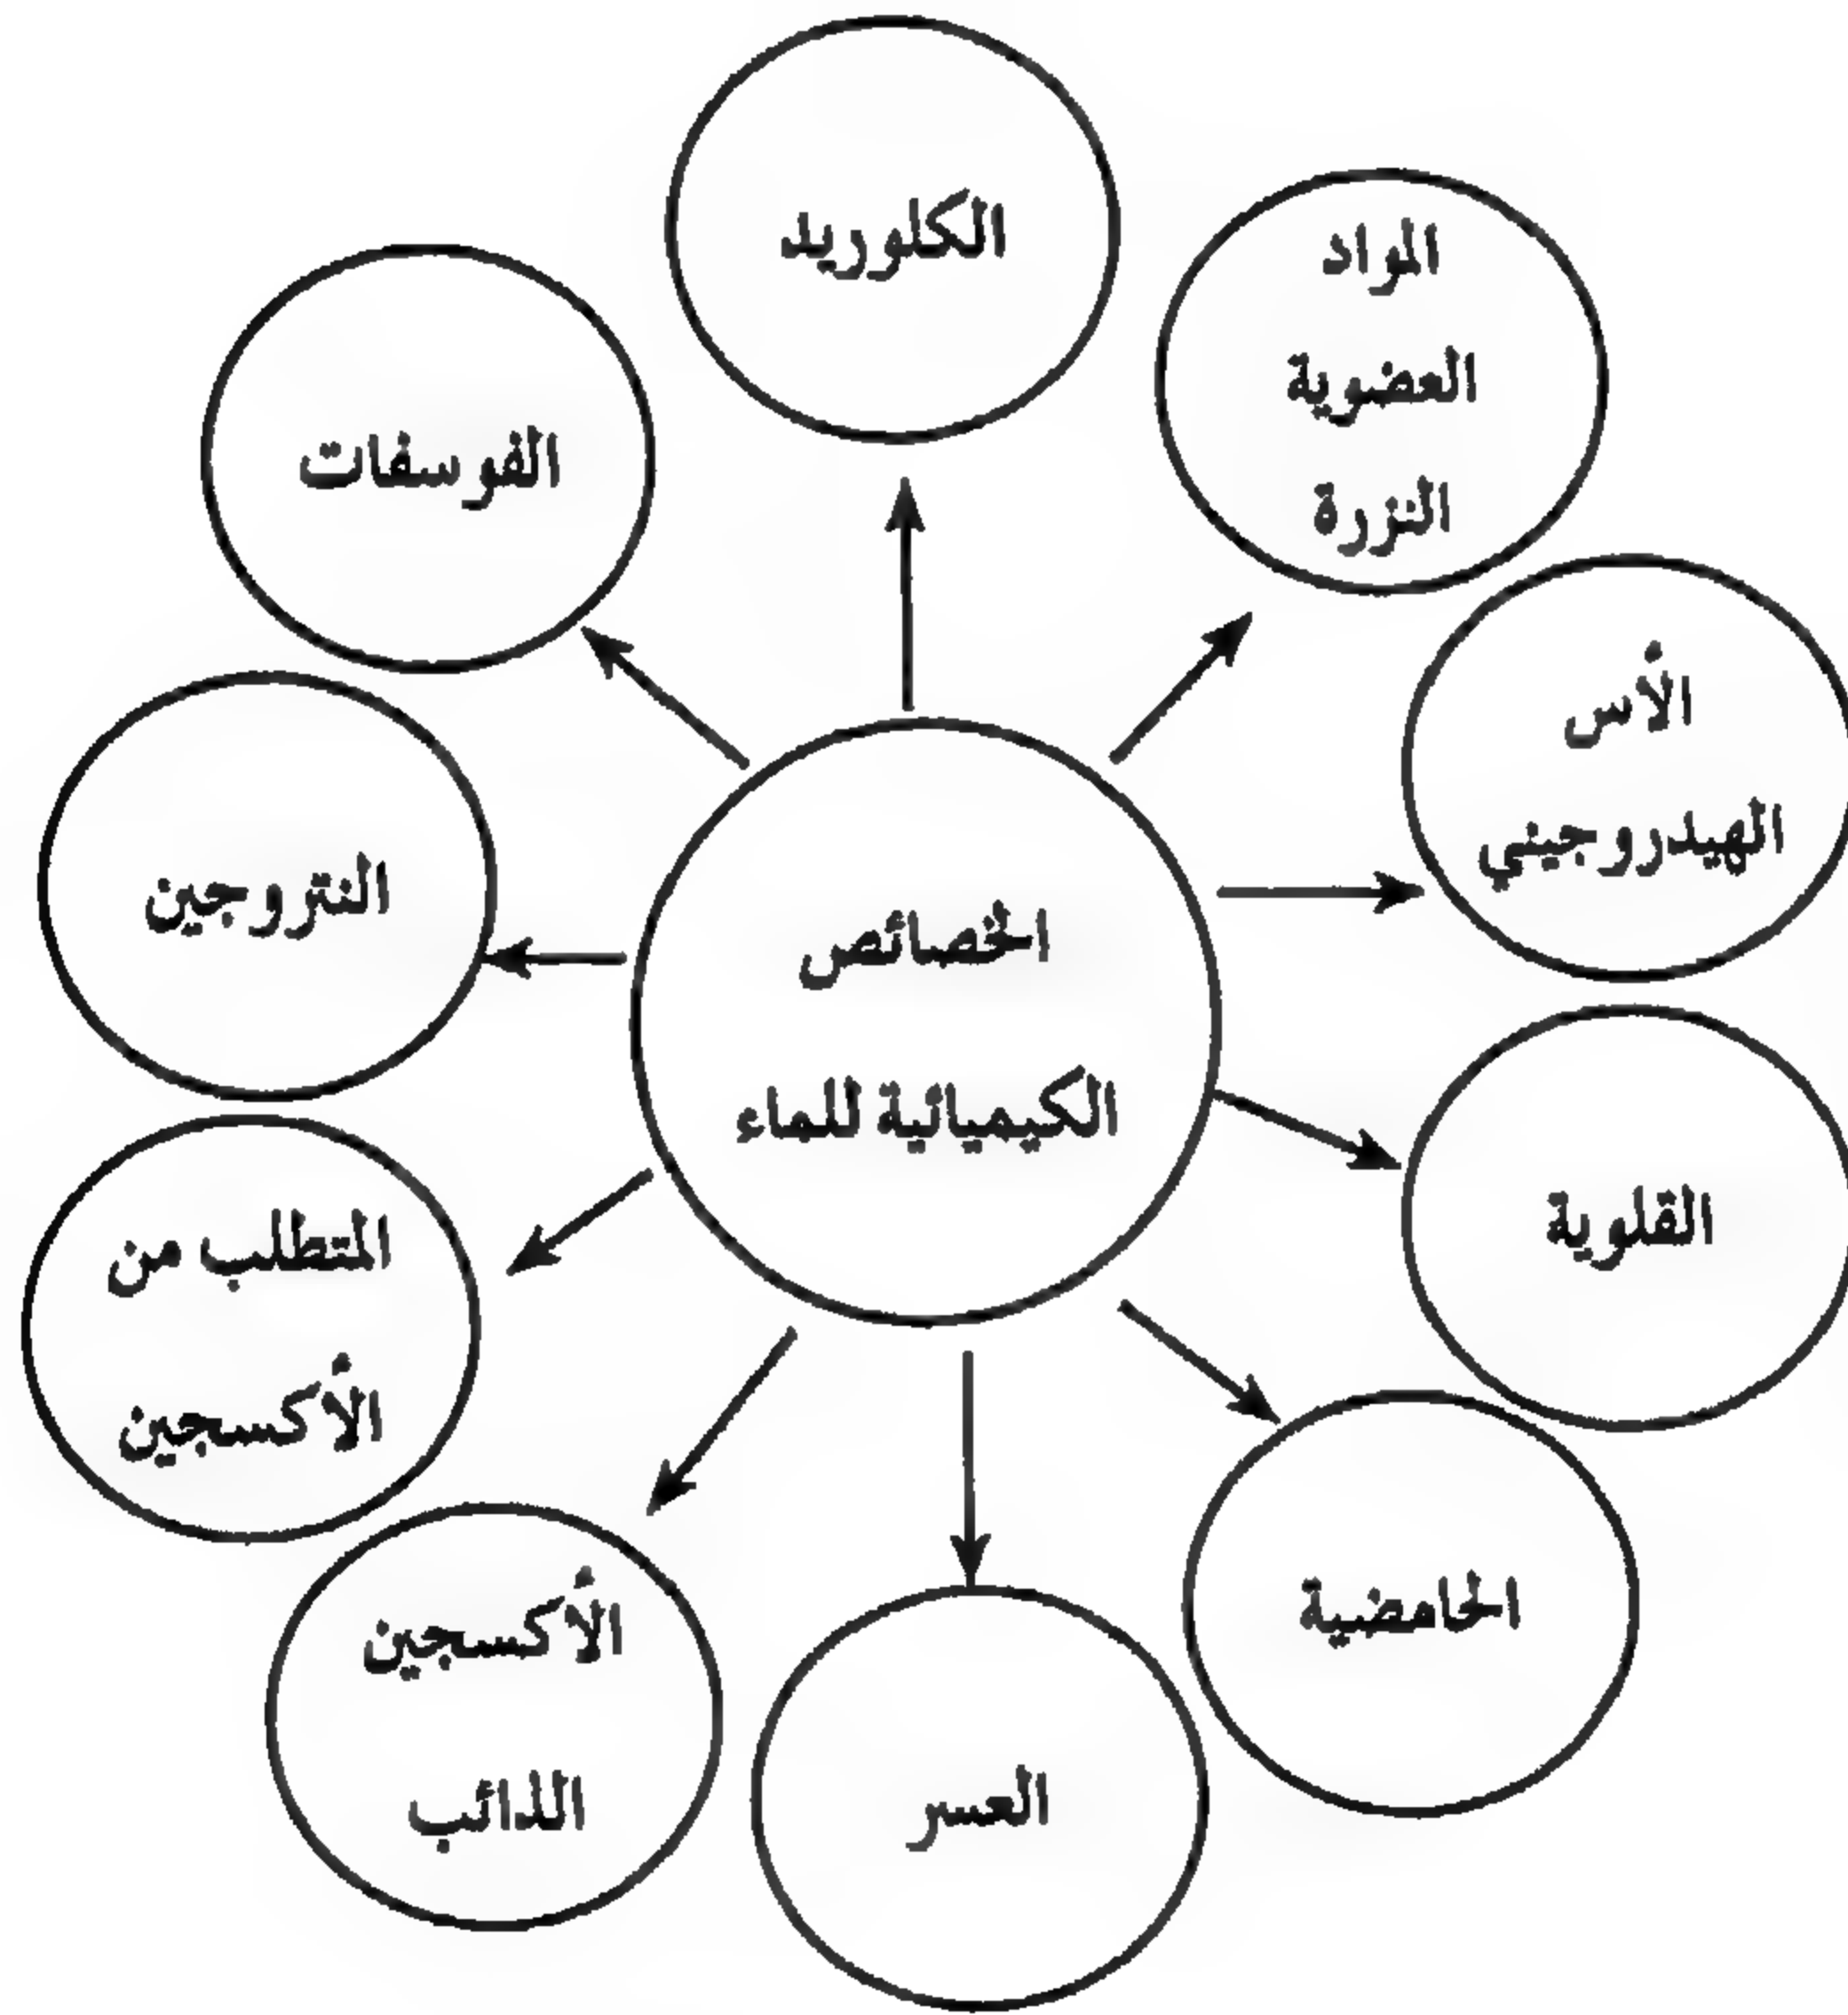 الكلوريد
المواد
العضوية
النزرة
الفوسفات
الأس
الهيدروجيني
النتروجين
الخصائص
الكيميائية للماء
القلوية
المتطلب من
الأكسجين
الحامضية
الأكسجين
الذائب
العسر